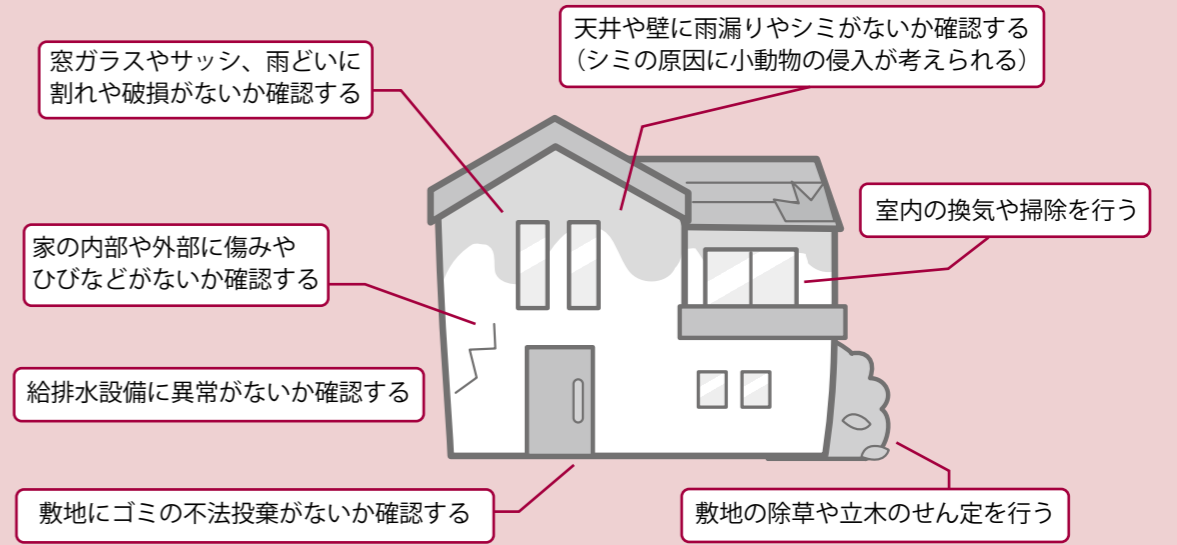 天井や壁に雨漏りやシミがないか確認する
(シミの原因に小動物の侵入が考えられる)
窓ガラスやサッシ、雨どいに
割れや破損がないか確認する
室内の換気や掃除を行う
家の内部や外部に傷みや
ひびなどがないか確認する
給排水設備に異常がないか確認する
敷地にゴミの不法投棄がないか確認する
敷地の除草や立木のせん定を行う